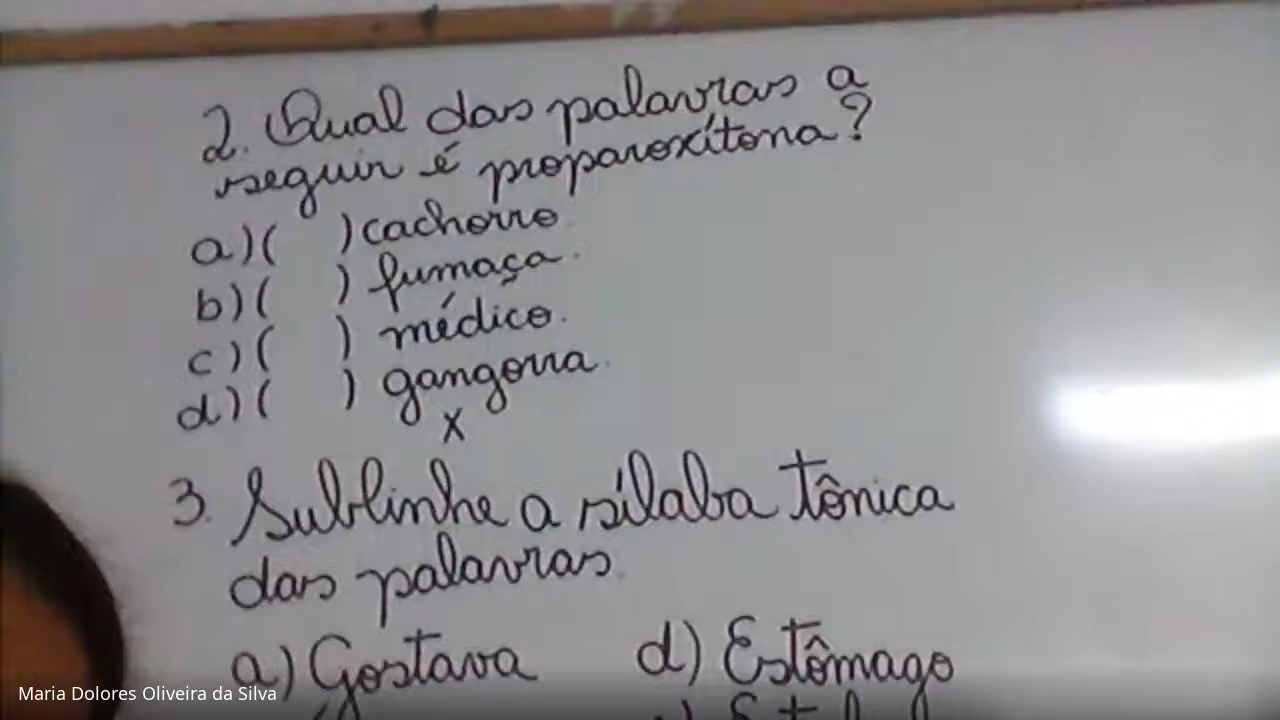 2. Qual das palavras a
seguir é proparoxítona?
a) (   ) cachorro.
b) (   ) fumaça.
c) (   ) médico.
d) (   ) gangorra.
x
3. Sublinhe a sílaba tônica
das palavras.
a) Gostava
d) Estômago
Maria Dolores Oliveira da Silva